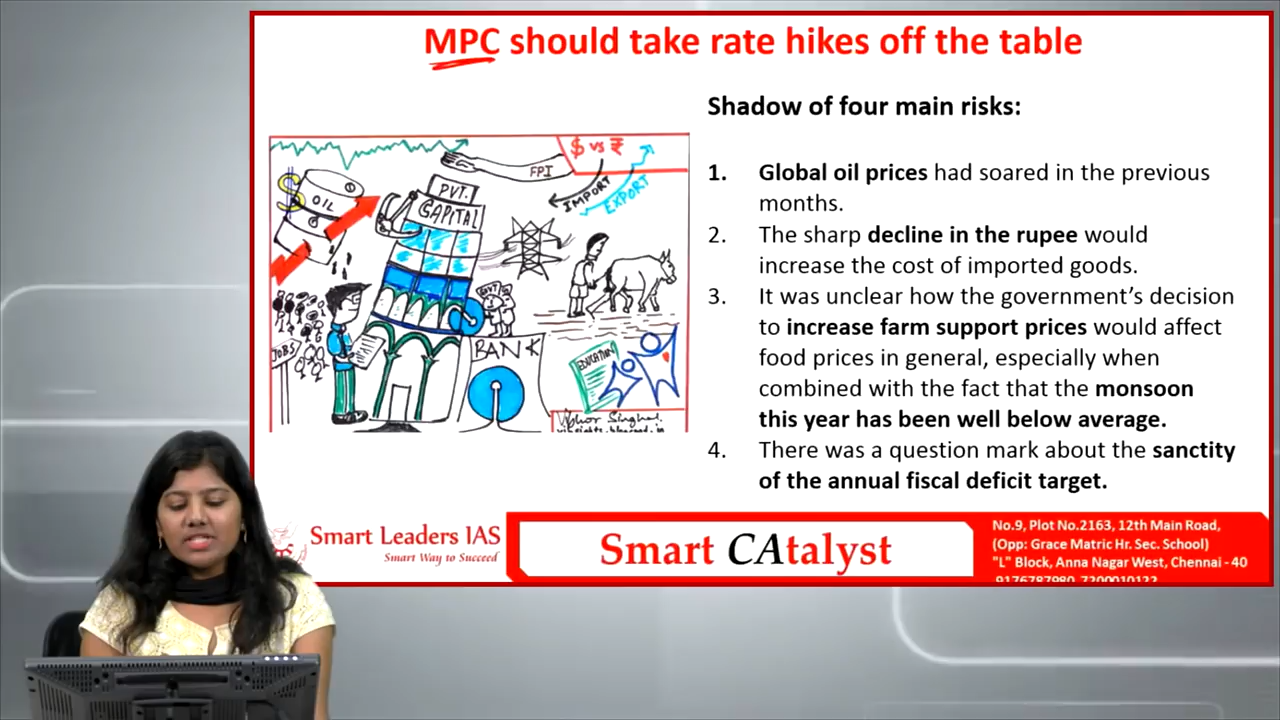 MPC should take rate hikes off the table
Shadow of four main risks:
1. Global oil prices had soared in the previous
months.
2. The sharp decline in the rupee would
increase the cost of imported goods.
3. It was unclear how the government's decision
to increase farm support prices would affect
food prices in general, especially when
combined with the fact that the monsoon
this year has been well below average.
4. There was a question mark about the sanctity
of the annual fiscal deficit target.
$ vs ₹
FPI
IMPORT
EXPORT
$
OIL
PVT.
CAPITAL
GOVT
JOBS
BANK
EDUCATION
Vibhor Singhal
Smart Leaders IAS
Smart Way to Succeed
Smart CAtalyst
No.9, Plot No.2163, 12th Main Road,
(Opp: Grace Matric Hr. Sec. School)
"L" Block, Anna Nagar West, Chennai - 40
9176787980, 7200010122